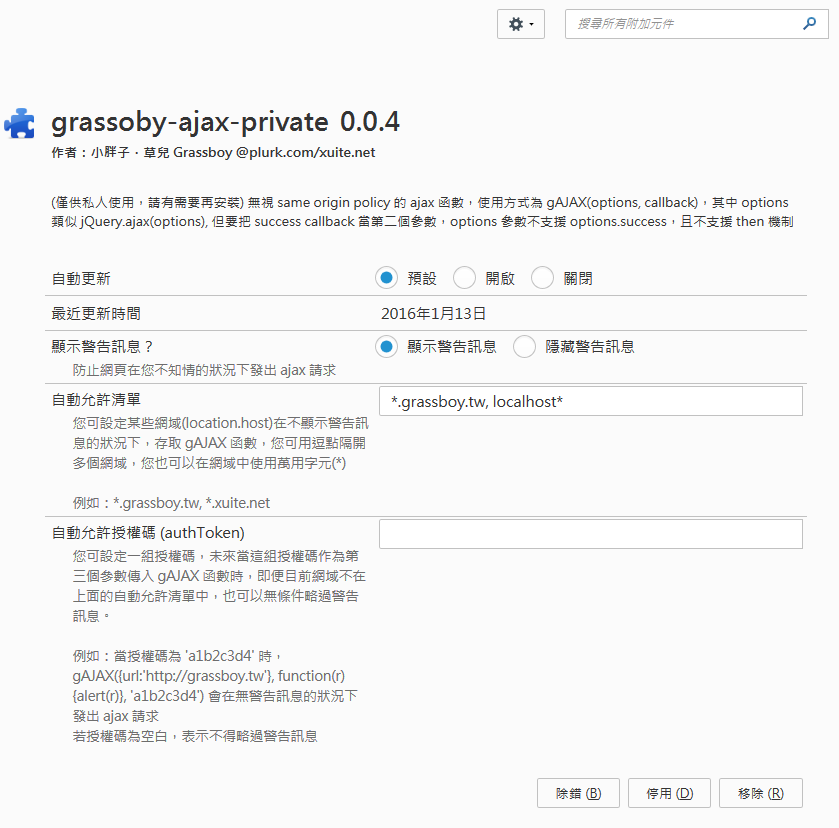 搜尋所有附加元件
grassoby-ajax-private 0.0.4
作者：小胖子．草兒 Grassboy @plurk.com/xuite.net
(僅供私人使用，請有需要再安裝) 無視 same origin policy 的 ajax 函數，使用方式為 gAJAX(options, callback)，其中 options
類似 jQuery.ajax(options), 但要把 success callback 當第二個參數，options 參數不支援 options.success，且不支援 then 機制
自動更新 預設 開啟 關閉
最近更新時間 2016年1月13日
顯示警告訊息？ 顯示警告訊息 隱藏警告訊息
防止網頁在您不知情的狀況下發出 ajax 請求
自動允許清單 *.grassboy.tw, localhost*
您可設定某些網域(location.host)在不顯示警告訊
息的狀況下，存取 gAJAX 函數，您可用逗點隔開
多個網域，您也可以在網域中使用萬用字元(*)
例如：*.grassboy.tw, *.xuite.net
自動允許授權碼 (authToken)
您可設定一組授權碼，未來當這組授權碼作為第
三個參數傳入 gAJAX 函數時，即便目前網域不在
上面的自動允許清單中，也可以無條件略過警告
訊息。
例如：當授權碼為 'a1b2c3d4' 時，
gAJAX({url:'http://grassboy.tw'}, function(r)
{alert(r)}, 'a1b2c3d4') 會在無警告訊息的狀況下
發出 ajax 請求
若授權碼為空白，表示不得略過警告訊息
除錯 (B) 停用 (D) 移除 (R)